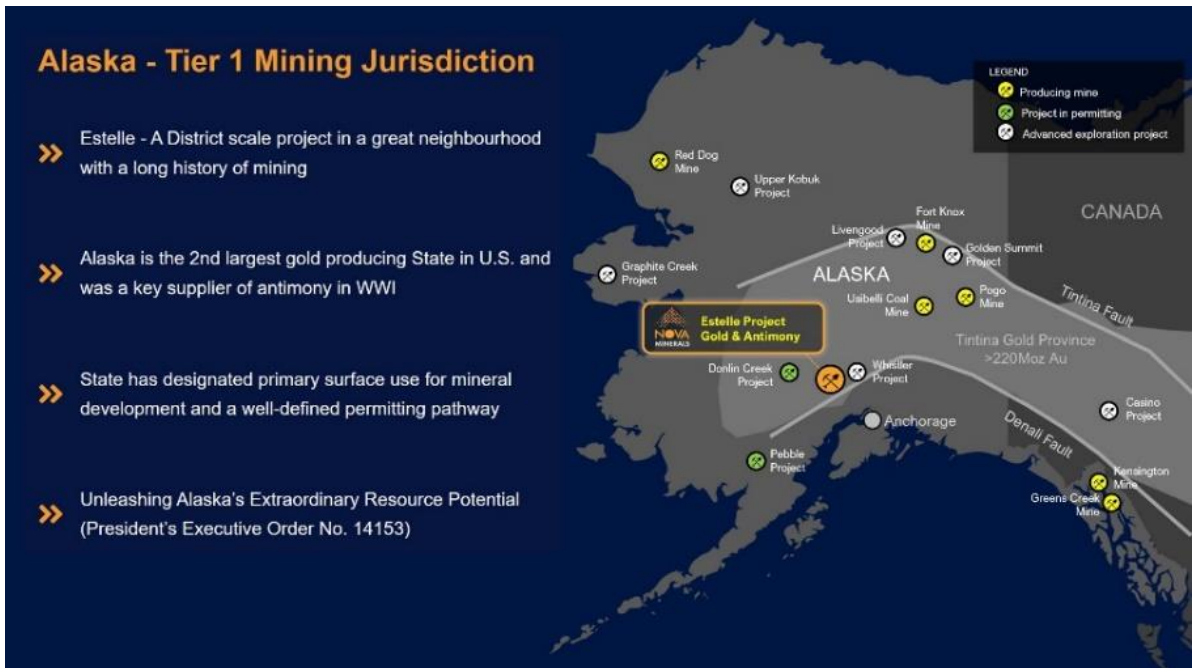 Alaska - Tier 1 Mining Jurisdiction
Estelle - A District scale project in a great neighbourhood
with a long history of mining
Alaska is the 2nd largest gold producing State in U.S. and
was a key supplier of antimony in WWI
State has designated primary surface use for mineral
development and a well-defined permitting pathway
Unleashing Alaska's Extraordinary Resource Potential
(President's Executive Order No. 14153)
LEGEND
Producing mine
Project in permitting
Advanced exploration project
Red Dog
Mine
Upper Kobuk
Project
CANADA
Fort Knox
Mine
Livengood
Project
Golden Summit
Project
Graphite Creek
Project
ALASKA
Usibelli Coal
Mine
Pogo
Mine
Tintina Fault
NOVA
MINERALS
Estelle Project
Gold & Antimony
Tintina Gold Province
>220Moz Au
Donlin Creek
Project
Whistler
Project
Casino
Project
Anchorage
Denali Fault
Pebble
Project
Kensington
Mine
Greens Creek
Mine